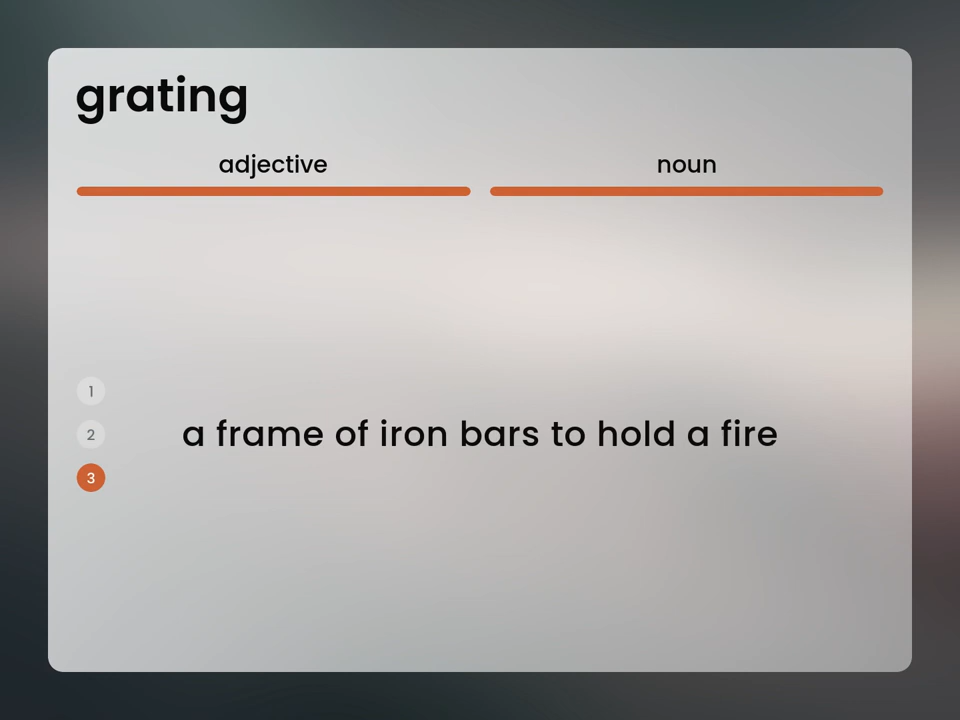 grating
adjective
noun
1
2
a frame of iron bars to hold a fire
3